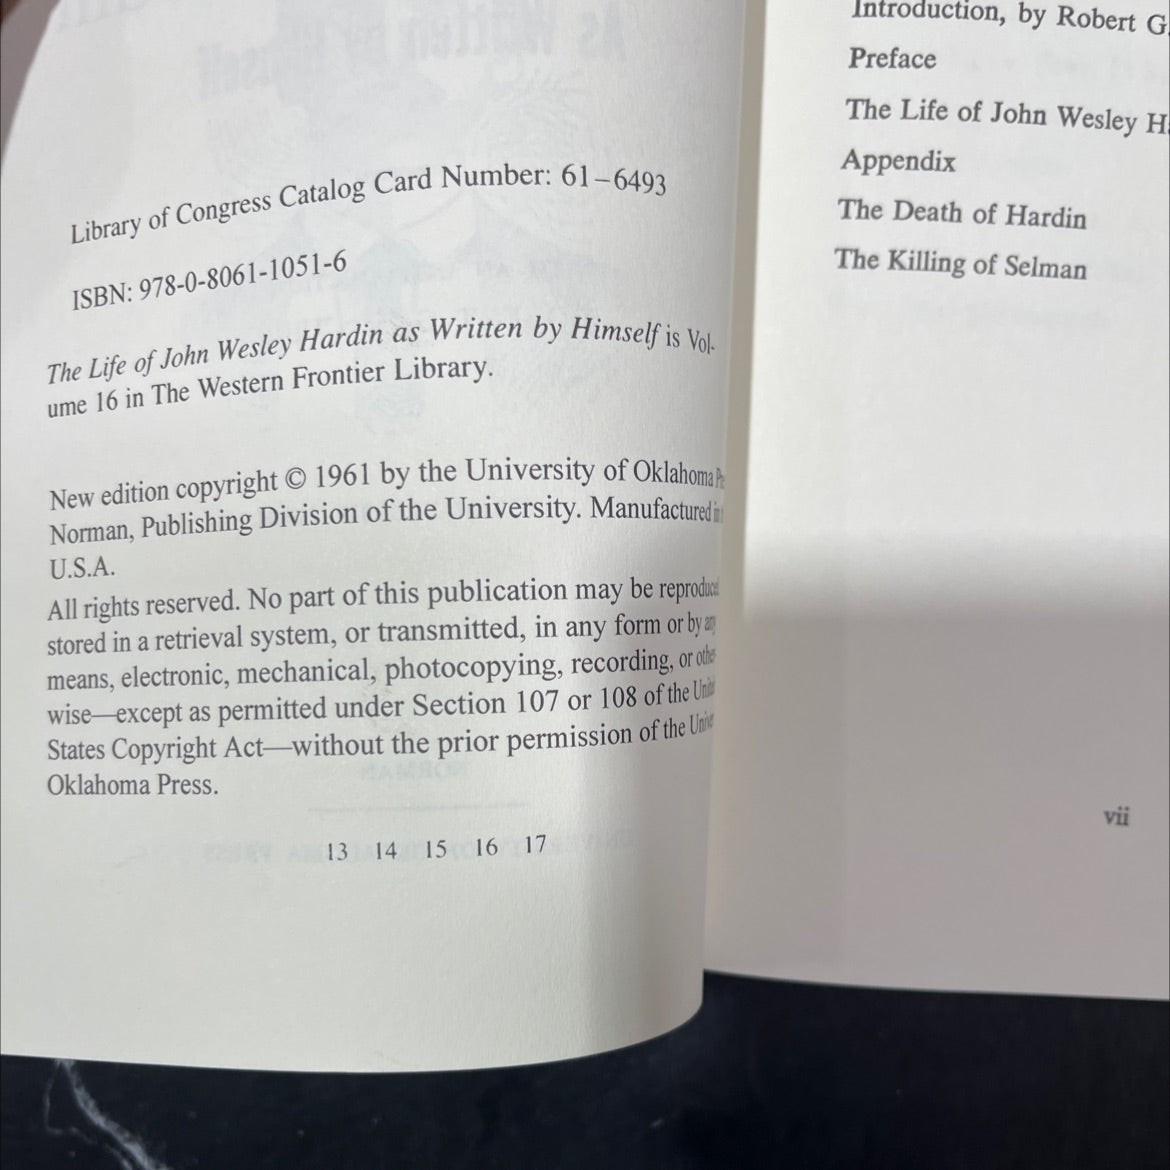 Library of Congress Catalog Card Number: 61–6493
ISBN: 978-0-8061-1051-6
The Life of John Wesley Hardin as Written by Himself is Vol-
ume 16 in The Western Frontier Library.
New edition copyright © 1961 by the University of Oklahoma
Norman, Publishing Division of the University. Manufactured in
U.S.A.
All rights reserved. No part of this publication may be reproduced
stored in a retrieval system, or transmitted, in any form or by any
means, electronic, mechanical, photocopying, recording, or other-
wise—except as permitted under Section 107 or 108 of the
States Copyright Act—without the prior permission of the
Oklahoma Press.
13 14 15 16 17
Introduction, by Robert G.
Preface
The Life of John Wesley
Appendix
The Death of Hardin
The Killing of Selman
vii